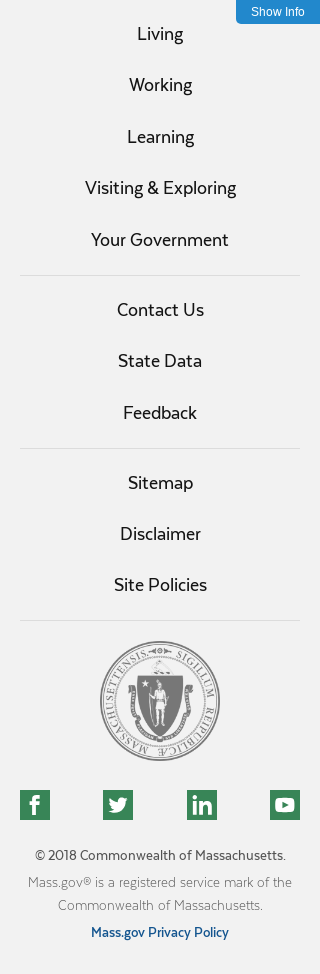 Show Info
Living
Working
Learning
Visiting & Exploring
Your Government
Contact Us
State Data
Feedback
Sitemap
Disclaimer
Site Policies
SIGILLUM REIPUBLICÆ MASSACHUSETTENSIS
© 2018 Commonwealth of Massachusetts.
Mass.gov® is a registered service mark of the
Commonwealth of Massachusetts.
Mass.gov Privacy Policy